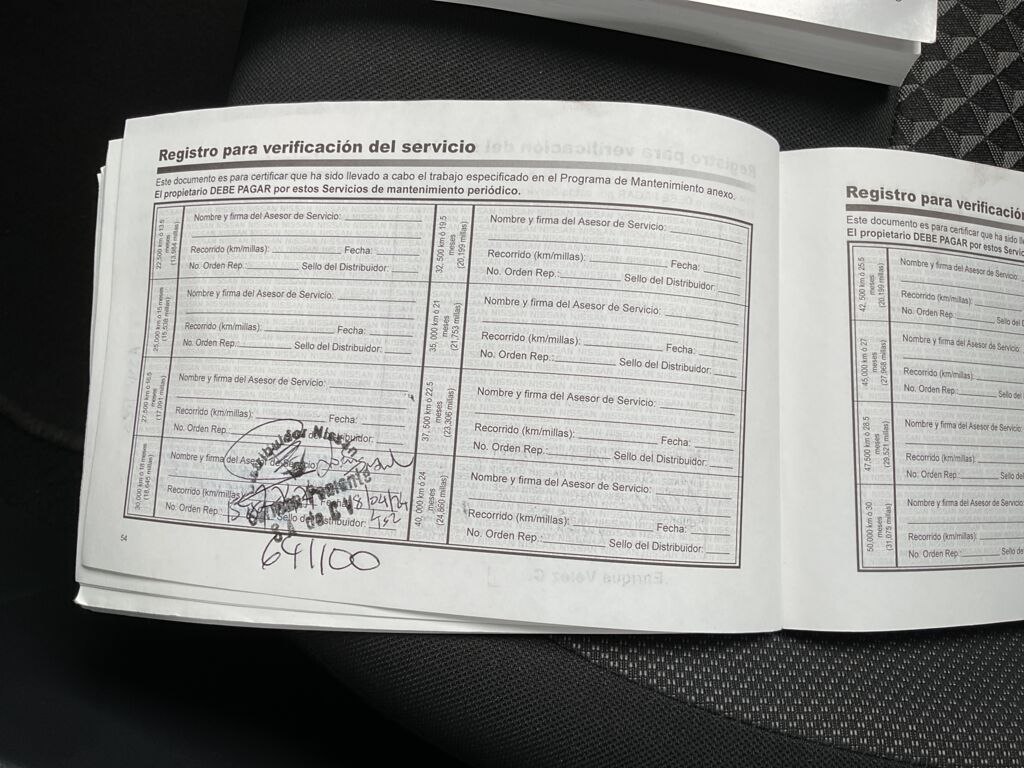 Registro para verificación del servicio
Este documento es para certificar que ha sido llevado a cabo el trabajo especificado en el Programa de Mantenimiento anexo.
El propietario DEBE PAGAR por estos Servicios de mantenimiento periódico.
22,500 km ó 13.5
meses
(13,984 millas)
Nombre y firma del Asesor de Servicio:
Recorrido (km/millas): Fecha:
No. Orden Rep.: Sello del Distribuidor:
25,000 km ó 15 meses
(15,538 millas)
Nombre y firma del Asesor de Servicio:
Recorrido (km/millas): Fecha:
No. Orden Rep.: Sello del Distribuidor:
27,500 km ó 16.5
meses
(17,091 millas)
Nombre y firma del Asesor de Servicio:
Recorrido (km/millas): Fecha:
No. Orden Rep.: Sello del Distribuidor:
30,000 km ó 18 meses
(18,645 millas)
Nombre y firma del Asesor de Servicio:
Recorrido (km/millas) Fecha
No. Orden Rep.: Sello del Distribuidor:
54
32,500 km ó 19.5
meses
(20,199 millas)
Nombre y firma del Asesor de Servicio:
Recorrido (km/millas): Fecha:
No. Orden Rep.: Sello del Distribuidor:
35,000 km ó 21
meses
(21,753 millas)
Nombre y firma del Asesor de Servicio:
Recorrido (km/millas): Fecha:
No. Orden Rep.: Sello del Distribuidor:
37,500 km ó 22.5
meses
(23,306 millas)
Nombre y firma del Asesor de Servicio:
Recorrido (km/millas): Fecha:
No. Orden Rep.: Sello del Distribuidor:
40,000 km ó 24
meses
(24,860 millas)
Nombre y firma del Asesor de Servicio:
Recorrido (km/millas): Fecha:
No. Orden Rep.: Sello del Distribuidor:
641100
Registro para verificació
Este documento es para certificar que ha sido
El propietario DEBE PAGAR por estos
42, 500 km ó 25.5
meses
(20,199 millas)
Nombre y firma del Asesor de Servicio:
Recorrido (km/millas):
No. Orden Rep.: Sello del
45,000 km ó 27
meses
(27,968 millas)
Nombre y firma del Asesor de Servicio:
Recorrido (km/millas):
No. Orden Rep.: Sello del
47,500 km ó 28.5
meses
(29,521 millas)
Nombre y firma del Asesor de Servicio:
Recorrido (km/millas):
No. Orden Rep.: Sello del
50,000 km ó 30
meses
(31,075 millas)
Nombre y firma del Asesor de Servicio:
Recorrido (km/millas):
No. Orden Rep.: Sello del